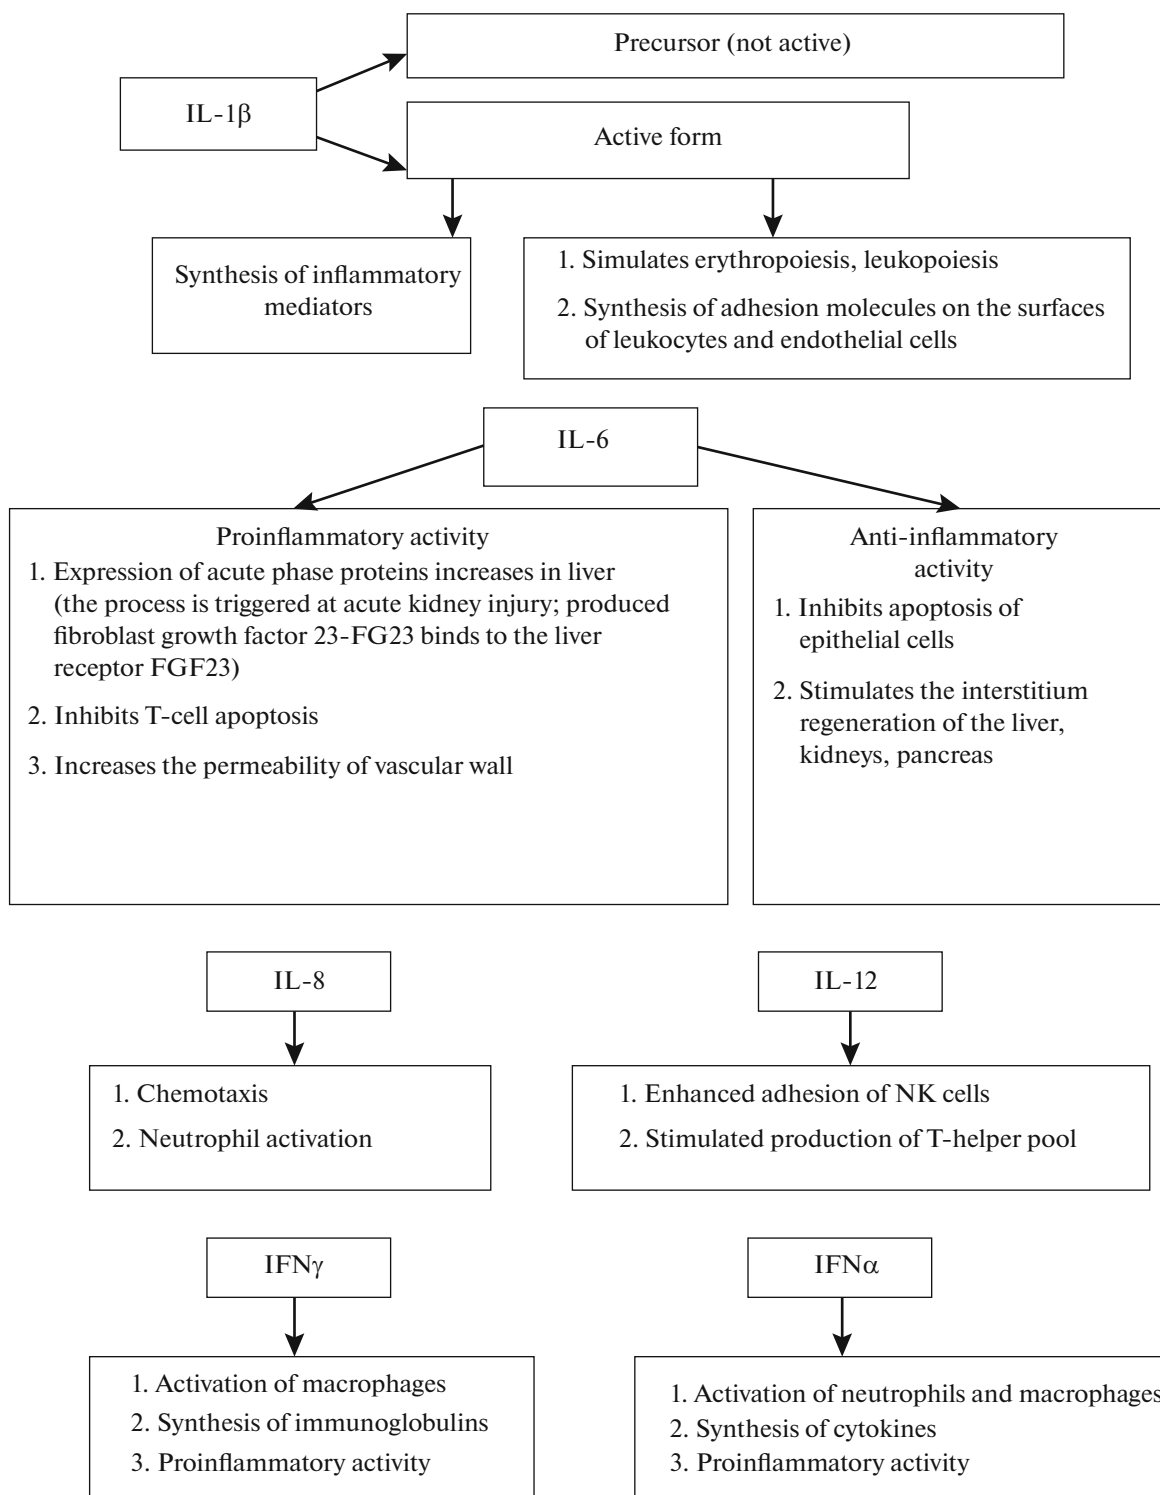 Precursor (not active)
IL-1β
Active form
Synthesis of inflammatory
mediators
1. Simulates erythropoiesis, leukopoiesis
2. Synthesis of adhesion molecules on the surfaces
of leukocytes and endothelial cells
IL-6
Proinflammatory activity
1. Expression of acute phase proteins increases in liver
(the process is triggered at acute kidney injury; produced
fibroblast growth factor 23-FG23 binds to the liver
receptor FGF23)
2. Inhibits T-cell apoptosis
3. Increases the permeability of vascular wall
Anti-inflammatory
activity
1. Inhibits apoptosis of
epithelial cells
2. Stimulates the interstitium
regeneration of the liver,
kidneys, pancreas
IL-8
IL-12
1. Chemotaxis
2. Neutrophil activation
1. Enhanced adhesion of NK cells
2. Stimulated production of T-helper pool
IFNγ
IFNα
1. Activation of macrophages
2. Synthesis of immunoglobulins
3. Proinflammatory activity
1. Activation of neutrophils and macrophages
2. Synthesis of cytokines
3. Proinflammatory activity